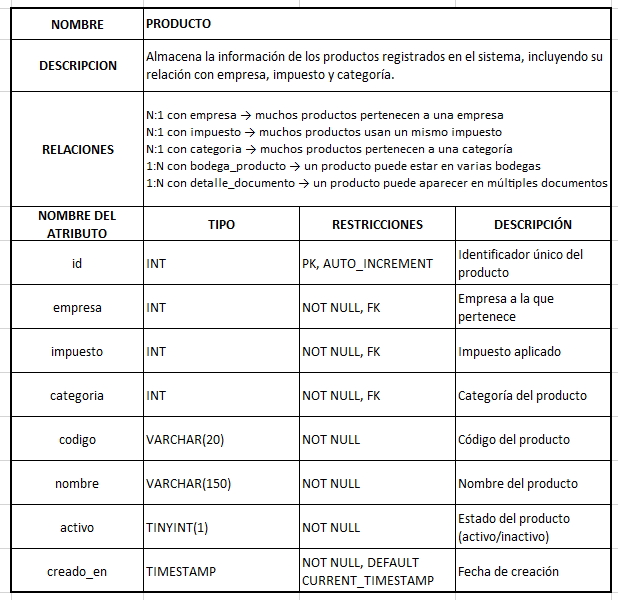 NOMBRE PRODUCTO
DESCRIPCION
Almacena la información de los productos registrados en el sistema, incluyendo su
relación con empresa, impuesto y categoría.
RELACIONES
N:1 con empresa → muchos productos pertenecen a una empresa
N:1 con impuesto → muchos productos usan un mismo impuesto
N:1 con categoria → muchos productos pertenecen a una categoría
1:N con bodega_producto → un producto puede estar en varias bodegas
1:N con detalle_documento → un producto puede aparecer en múltiples documentos
NOMBRE DEL
ATRIBUTO
TIPO
RESTRICCIONES
DESCRIPCIÓN
id
INT
PK, AUTO_INCREMENT
Identificador único del
producto
empresa
INT
NOT NULL, FK
Empresa a la que
pertenece
impuesto
INT
NOT NULL, FK
Impuesto aplicado
categoria
INT
NOT NULL, FK
Categoría del producto
codigo
VARCHAR(20)
NOT NULL
Código del producto
nombre
VARCHAR(150)
NOT NULL
Nombre del producto
activo
TINYINT(1)
NOT NULL
Estado del producto
(activo/inactivo)
creado_en
TIMESTAMP
NOT NULL, DEFAULT
CURRENT_TIMESTAMP
Fecha de creación